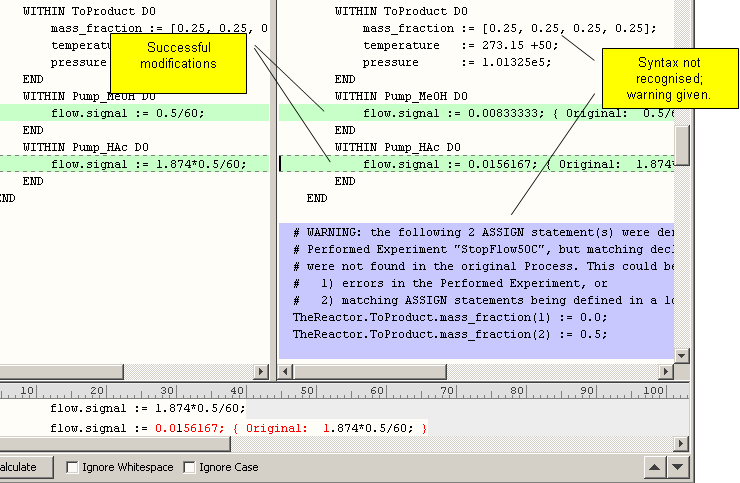 WITHIN ToProduct DO
mass_fraction := [0.25, 0.25, 0
temperatur
pressure
END
WITHIN Pump_MeOH DO
flow.signal := 0.5/60;
END
WITHIN Pump_HAc DO
flow.signal := 1.874*0.5/60;
END
END
Successful
modifications
WITHIN ToProduct DO
mass_fraction := [0.25, 0.25, 0.25, 0.25];
temperature := 273.15 +50;
pressure := 1.01325e5;
END
WITHIN Pump_MeOH DO
flow.signal := 0.00833333; { Original: 0.5/6
END
WITHIN Pump_HAc DO
flow.signal := 0.0156167; { Original: 1.874*
END
END
Syntax not
recognised;
warning given.
# WARNING: the following 2 ASSIGN statement(s) were der
# Performed Experiment "StopFlow50C", but matching decl
# were not found in the original Process. This could be
# 1) errors in the Performed Experiment, or
# 2) matching ASSIGN statements being defined in a lo
TheReactor.ToProduct.mass_fraction(1) := 0.0;
TheReactor.ToProduct.mass_fraction(2) := 0.5;
10 20 30 40 50 60 70 80 90 100
flow.signal := 1.874*0.5/60;
flow.signal := 0.0156167; { Original: 1.874*0.5/60; }
alculate Ignore Whitespace Ignore Case